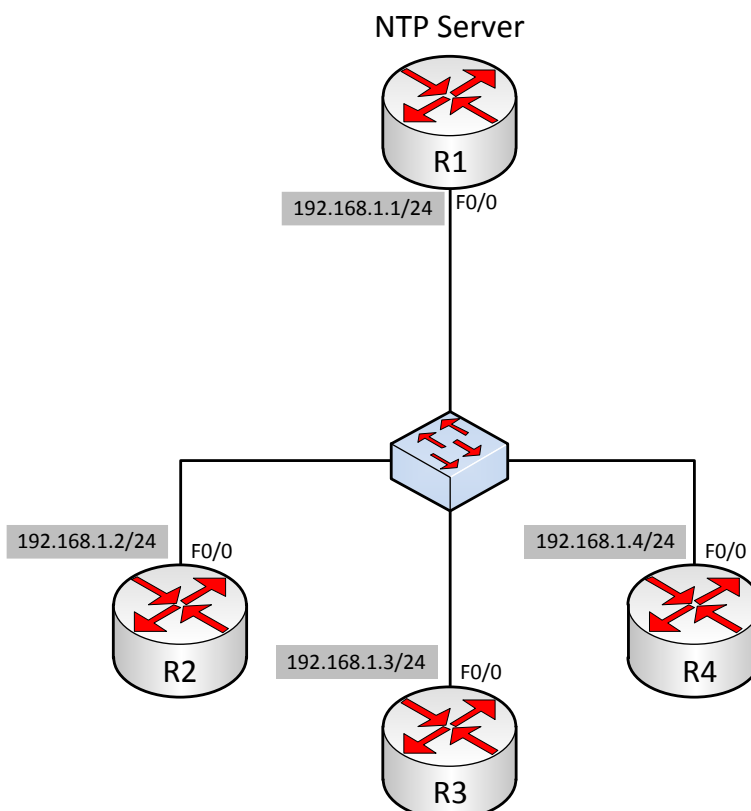 NTP Server
R1
192.168.1.1/24
F0/0
192.168.1.2/24
F0/0
192.168.1.4/24
F0/0
R2
192.168.1.3/24
F0/0
R4
R3